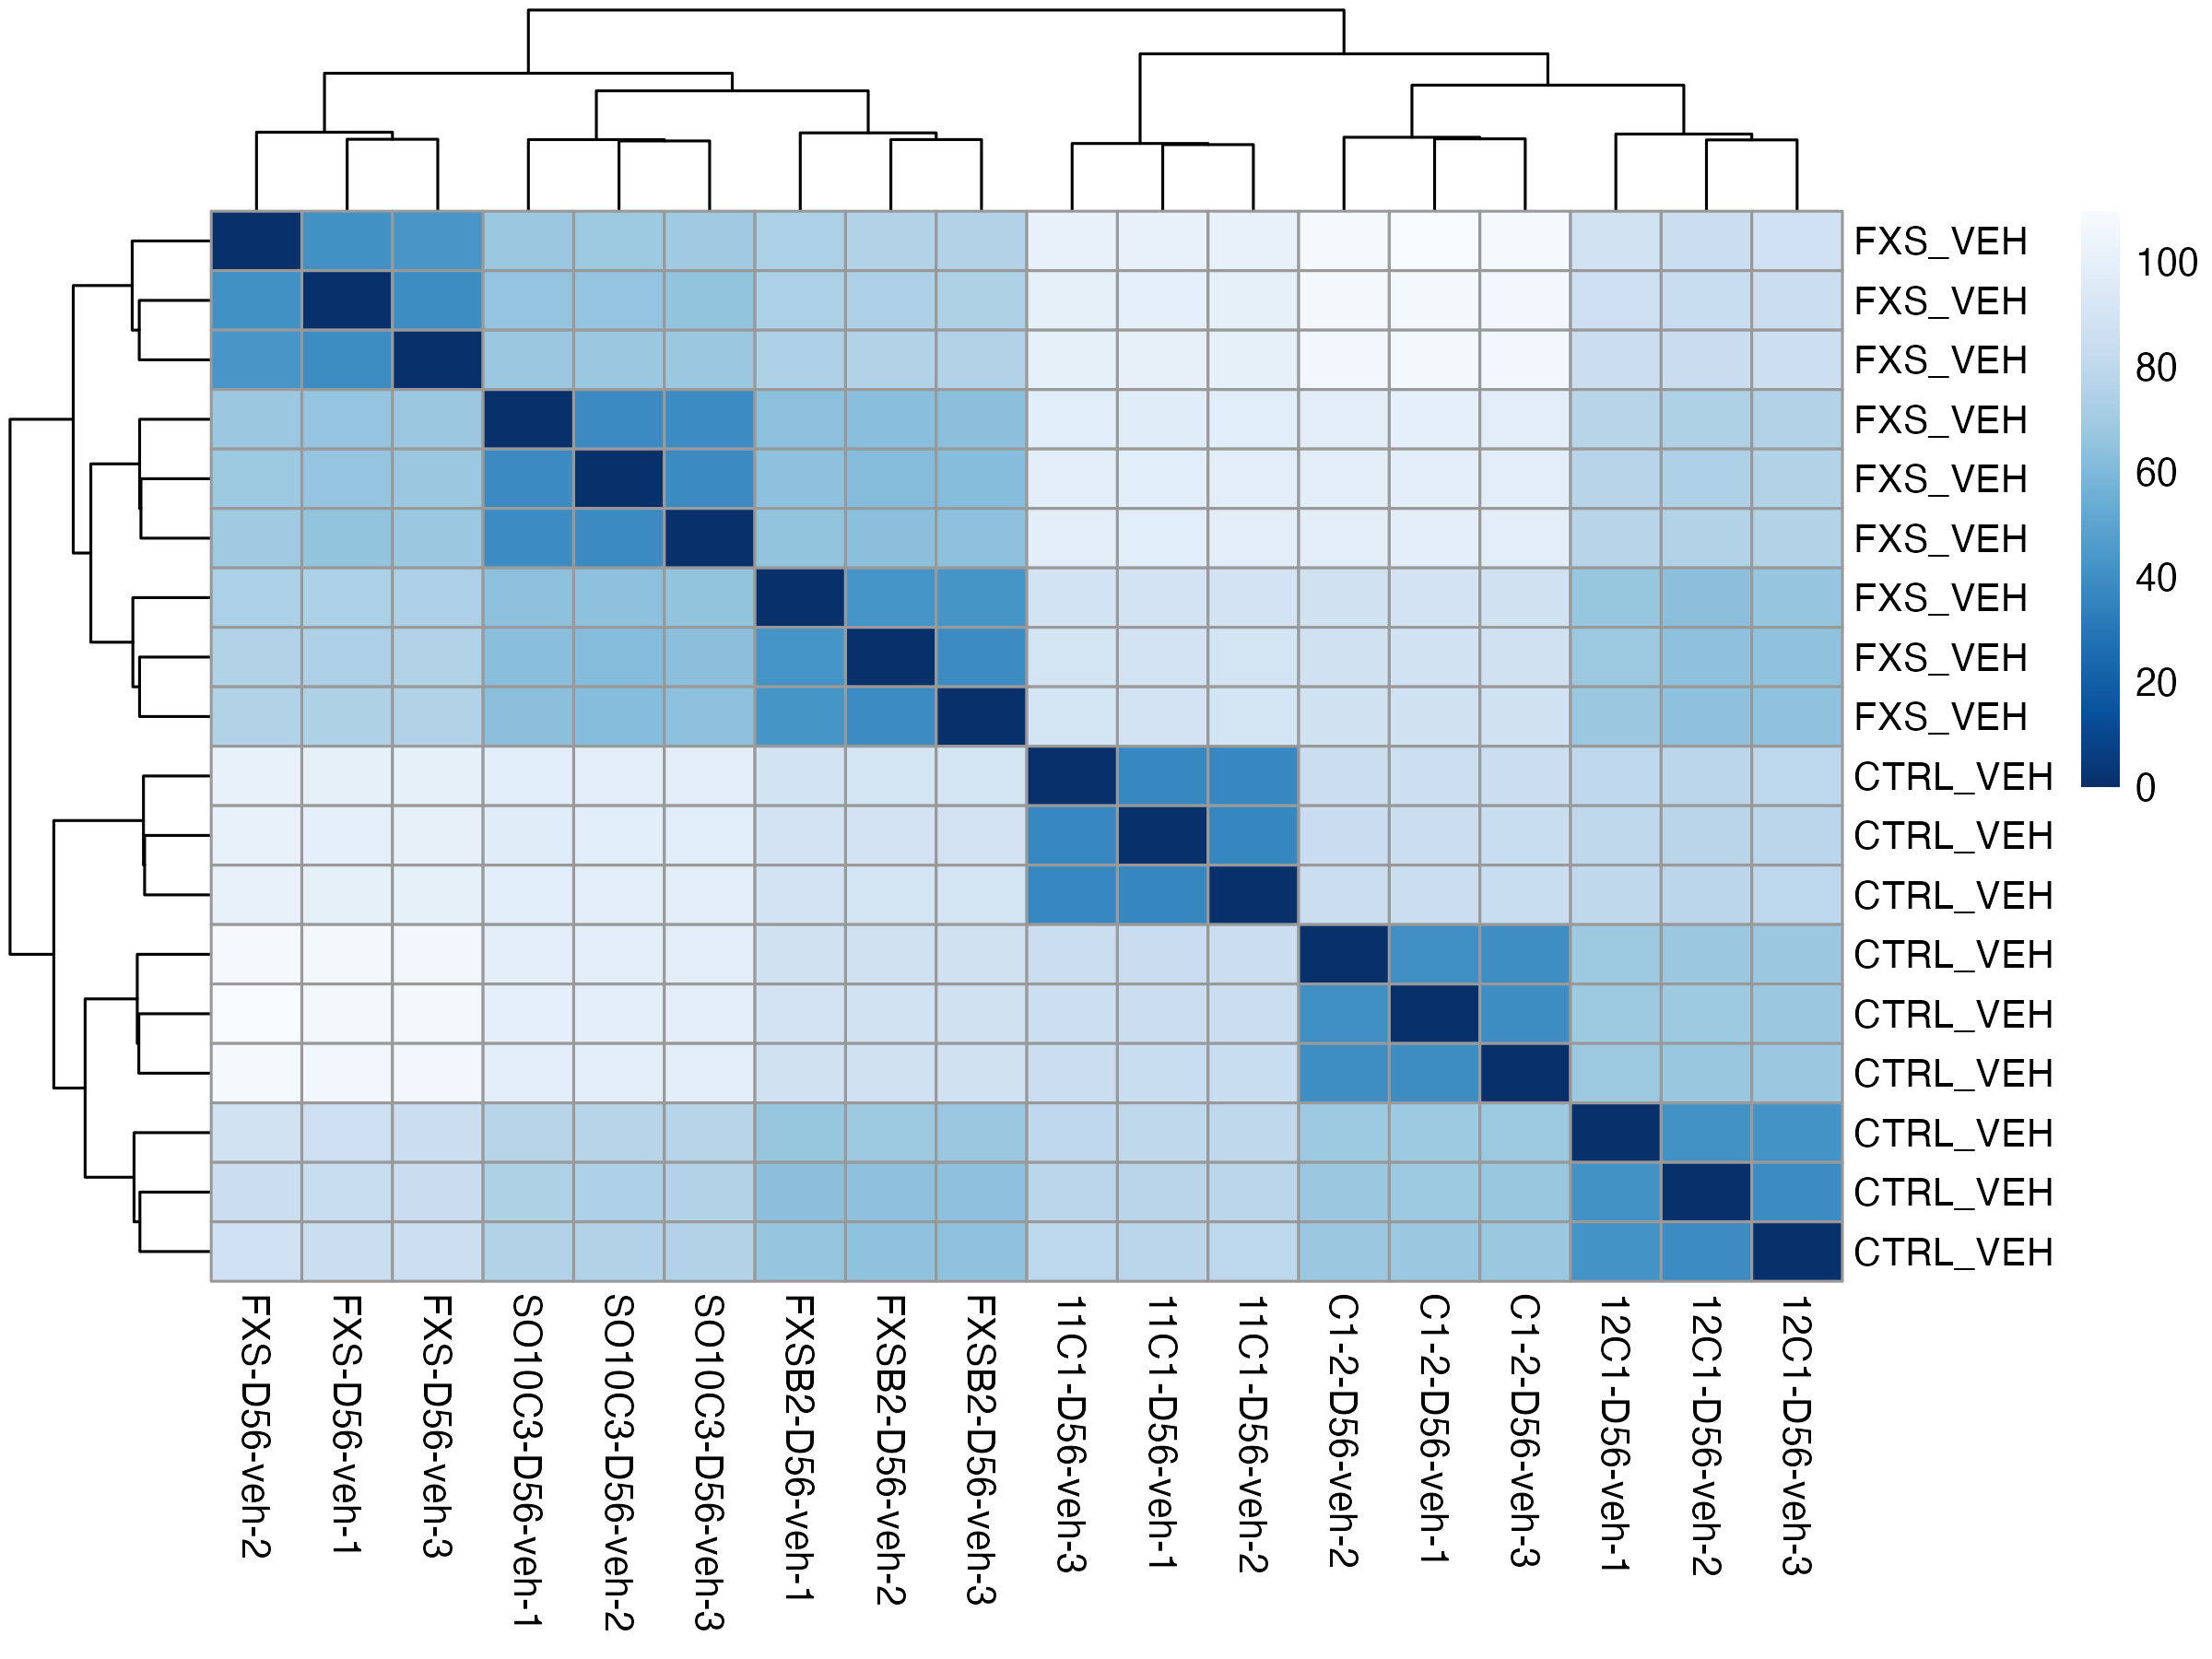 FXS_VEH
FXS_VEH
FXS_VEH
FXS_VEH
FXS_VEH
FXS_VEH
FXS_VEH
FXS_VEH
FXS_VEH
CTRL_VEH
CTRL_VEH
CTRL_VEH
CTRL_VEH
CTRL_VEH
CTRL_VEH
CTRL_VEH
CTRL_VEH
CTRL_VEH
100
80
60
40
20
0
FXS-D56-veh-2
FXS-D56-veh-1
FXS-D56-veh-3
SO10C3-D56-veh-1
SO10C3-D56-veh-2
SO10C3-D56-veh-3
FXSB2-D56-veh-1
FXSB2-D56-veh-2
FXSB2-D56-veh-3
11C1-D56-veh-3
11C1-D56-veh-1
11C1-D56-veh-2
C1-2-D56-veh-2
C1-2-D56-veh-1
C1-2-D56-veh-3
12C1-D56-veh-1
12C1-D56-veh-2
12C1-D56-veh-3